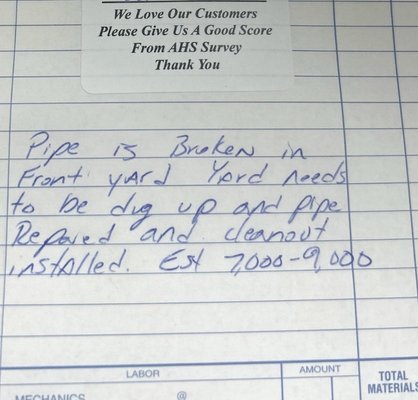 We Love Our Customers
Please Give Us A Good Score
From AHS Survey
Thank You
Pipe is Broken in
Front yard Yard needs
to be dug up and pipe
Repared and cleanout
installed. Est 7,000-9,000
LABOR
AMOUNT
TOTAL
MATERIALS
MECHANICS @